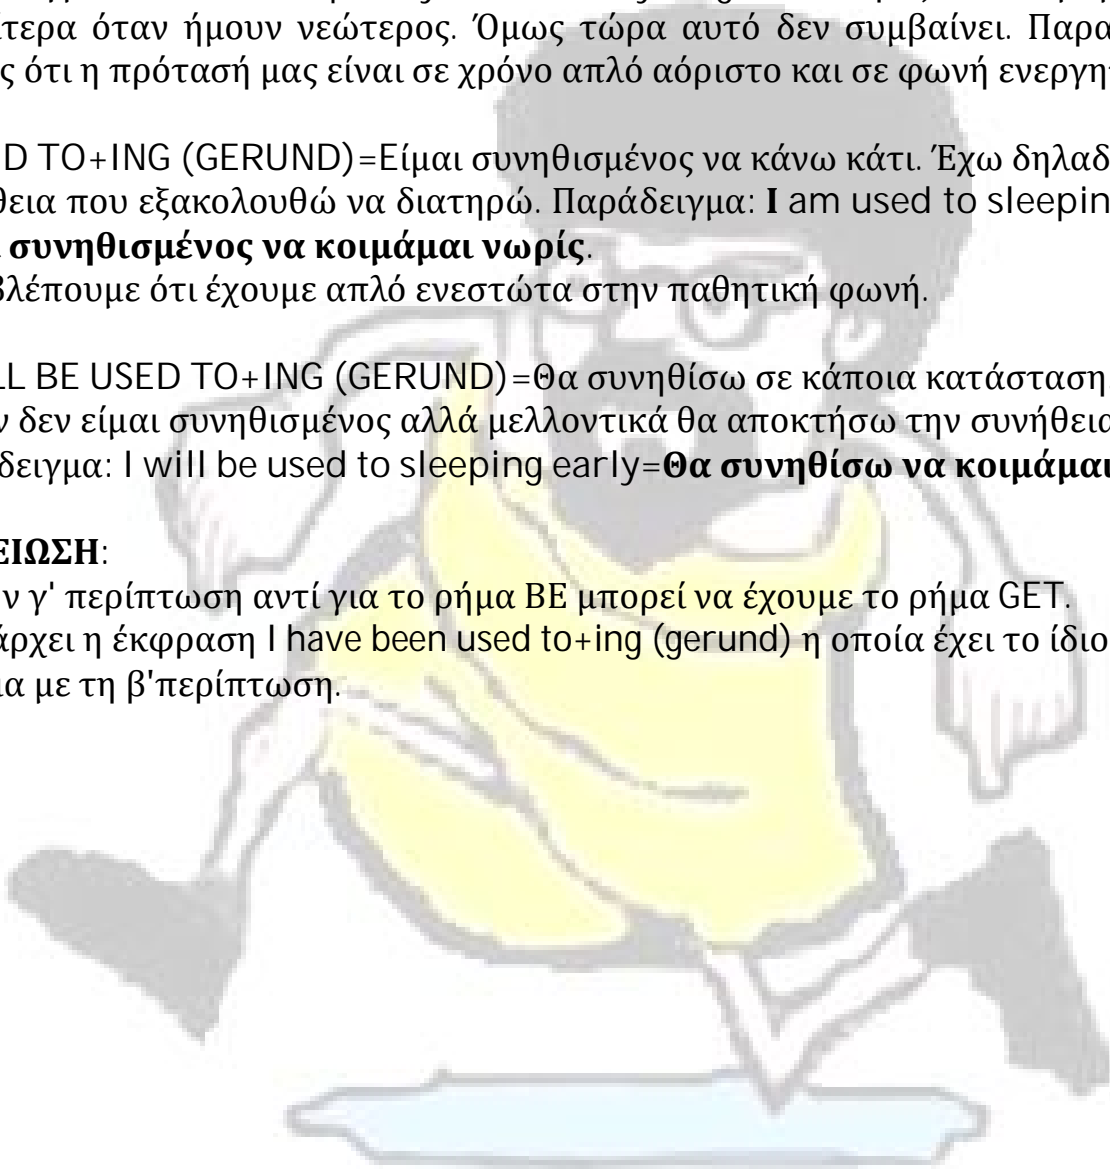 ίτερα όταν ήμουν νεώτερος. Όμως τώρα αυτό δεν συμβαίνει. Παρα
ς ότι η πρότασή μας είναι σε χρόνο απλό αόριστο και σε φωνή ενεργη
D TO+ING (GERUND)=Είμαι συνηθισμένος να κάνω κάτι. Έχω δηλαδ
θεια που εξακολουθώ να διατηρώ. Παράδειγμα: I am used to sleepin
συνηθισμένος να κοιμάμαι νωρίς.
βλέπουμε ότι έχουμε απλό ενεστώτα στην παθητική φωνή.
LL BE USED TO+ING (GERUND)=Θα συνηθίσω σε κάποια κατάσταση.
ν δεν είμαι συνηθισμένος αλλά μελλοντικά θα αποκτήσω την συνήθεια
δειγμα: I will be used to sleeping early=Θα συνηθίσω να κοιμάμαι
ΕΙΩΣΗ:
ν γ' περίπτωση αντί για το ρήμα BE μπορεί να έχουμε το ρήμα GET.
άρχει η έκφραση I have been used to+ing (gerund) η οποία έχει το ίδιο
ια με τη β'περίπτωση.